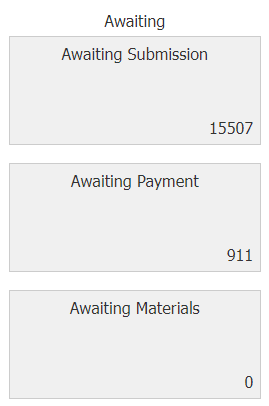 Awaiting
Awaiting Submission
15507
Awaiting Payment
911
Awaiting Materials
0